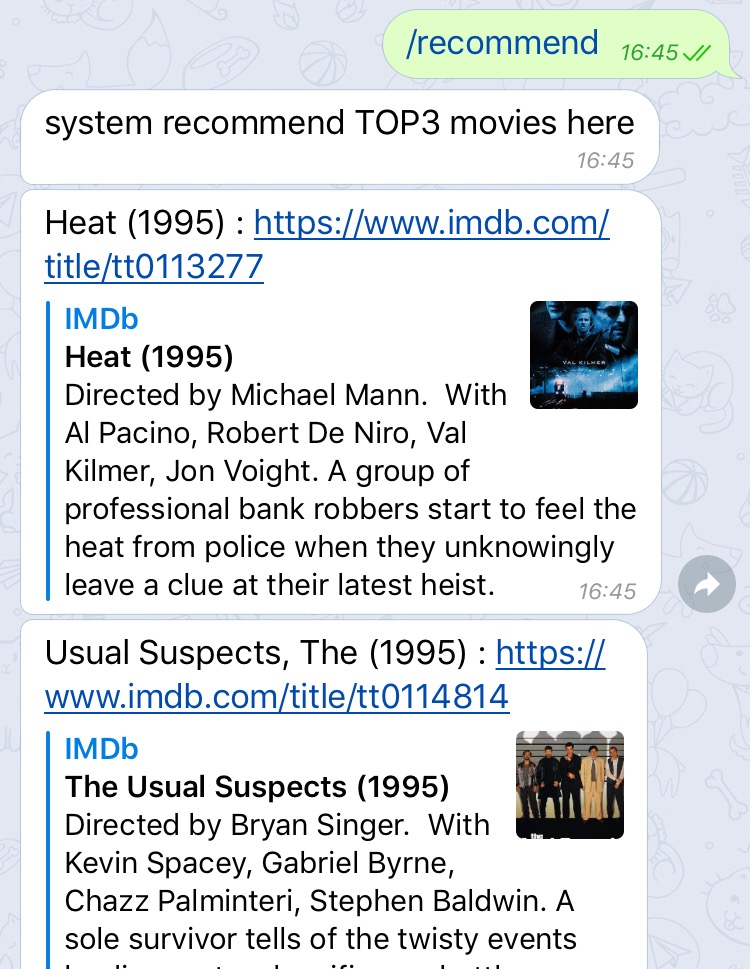 /recommend 16:45
system recommend TOP3 movies here
16:45
Heat (1995) : https://www.imdb.com/
title/tt0113277
IMDb
Heat (1995)
VAL KILMER
Directed by Michael Mann.  With
Al Pacino, Robert De Niro, Val
Kilmer, Jon Voight. A group of
professional bank robbers start to feel the
heat from police when they unknowingly
leave a clue at their latest heist. 16:45
Usual Suspects, The (1995) : https://
www.imdb.com/title/tt0114814
IMDb
The Usual Suspects (1995)
the
Directed by Bryan Singer.  With
Kevin Spacey, Gabriel Byrne,
Chazz Palminteri, Stephen Baldwin. A
sole survivor tells of the twisty events